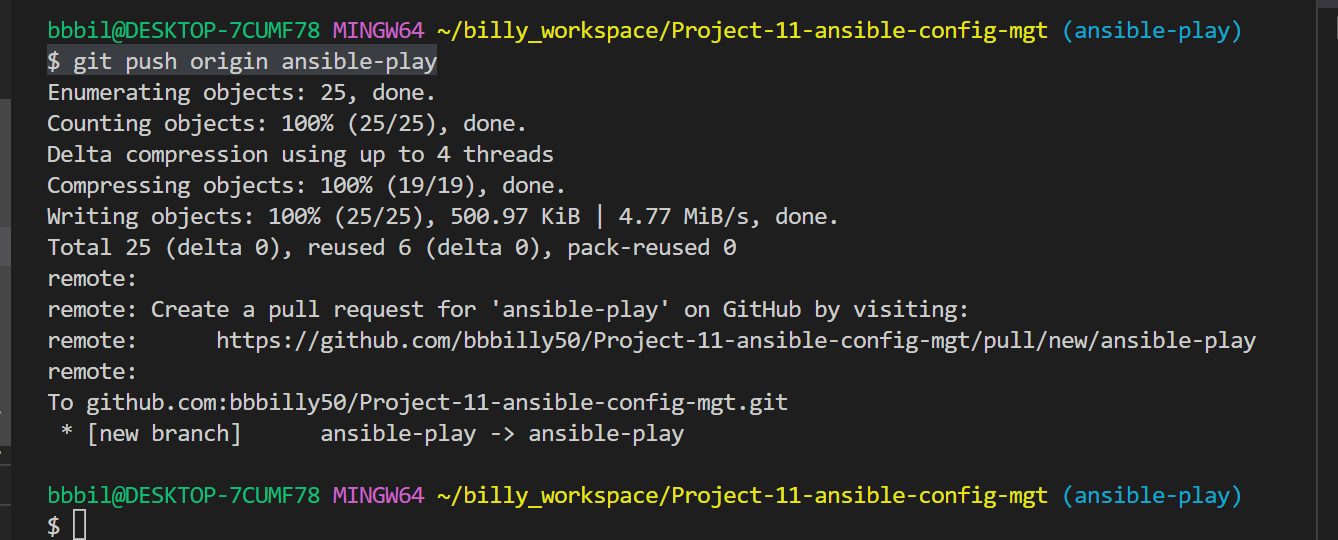 bbbil@DESKTOP-7CUMF78 MINGW64 ~/billy_workspace/Project-11-ansible-config-mgt (ansible-play)
$ git push origin ansible-play
Enumerating objects: 25, done.
Counting objects: 100% (25/25), done.
Delta compression using up to 4 threads
Compressing objects: 100% (19/19), done.
Writing objects: 100% (25/25), 500.97 KiB | 4.77 MiB/s, done.
Total 25 (delta 0), reused 6 (delta 0), pack-reused 0
remote:
remote: Create a pull request for 'ansible-play' on GitHub by visiting:
remote:      https://github.com/bbbilly50/Project-11-ansible-config-mgt/pull/new/ansible-play
remote:
To github.com:bbbilly50/Project-11-ansible-config-mgt.git
 * [new branch]      ansible-play -> ansible-play
bbbil@DESKTOP-7CUMF78 MINGW64 ~/billy_workspace/Project-11-ansible-config-mgt (ansible-play)
$